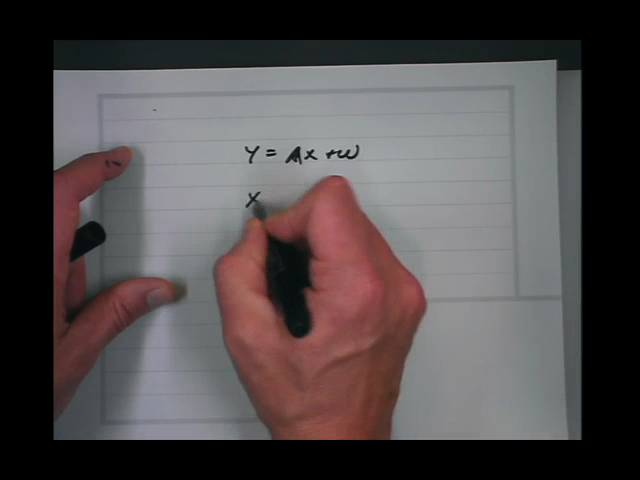 y = Ax + w
x